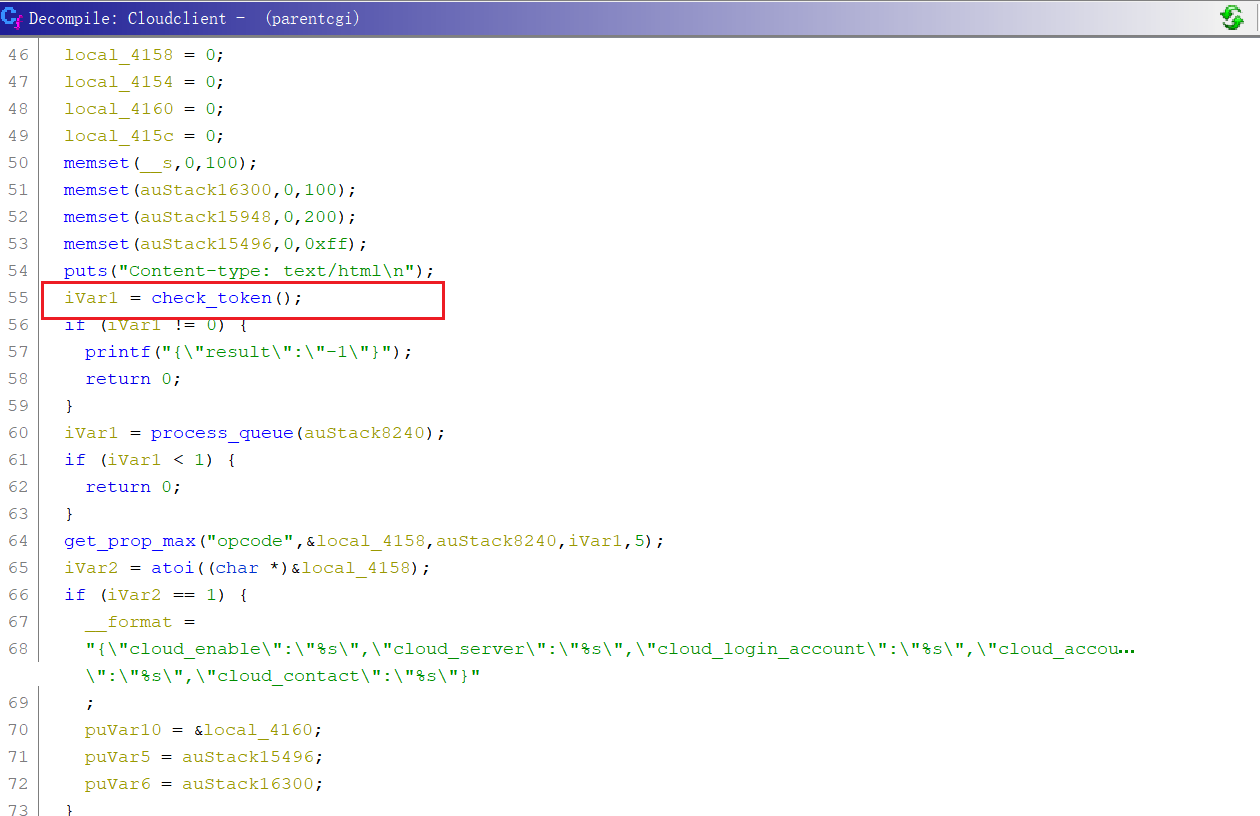 Decompile: Cloudclient -  (parentcgi)
46 local_4158 = 0;
47 local_4154 = 0;
48 local_4160 = 0;
49 local_415c = 0;
50 memset(__s,0,100);
51 memset(auStack16300,0,100);
52 memset(auStack15948,0,200);
53 memset(auStack15496,0,0xff);
54 puts("Content-type: text/html\n");
55 iVar1 = check_token();
56 if (iVar1 != 0) {
57 printf("{\"result\":\"-1\"}");
58 return 0;
59 }
60 iVar1 = process_queue(auStack8240);
61 if (iVar1 < 1) {
62 return 0;
63 }
64 get_prop_max("opcode",&local_4158,auStack8240,iVar1,5);
65 iVar2 = atoi((char *)&local_4158);
66 if (iVar2 == 1) {
67 __format =
68 "{\"cloud_enable\":\"%s\",\"cloud_server\":\"%s\",\"cloud_login_account\":\"%s\",\"cloud_accou...
\":\"%s\",\"cloud_contact\":\"%s\"}"
69 ;
70 puVar10 = &local_4160;
71 puVar5 = auStack15496;
72 puVar6 = auStack16300;
73 }